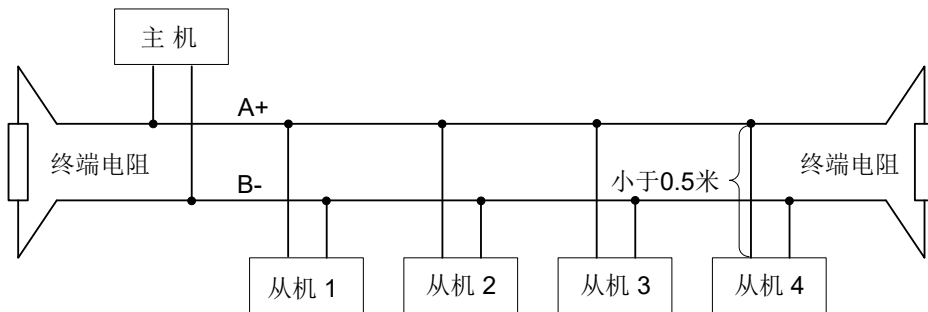 主 机
A+
终端电阻
B-
小于0.5米
终端电阻
从机 1
从机 2
从机 3
从机 4